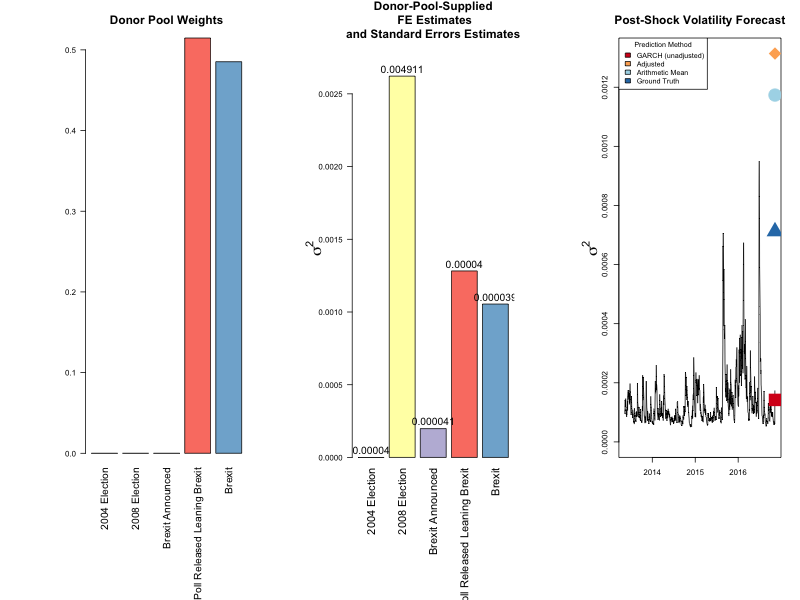 Donor Pool Weights
0.0
0.1
0.2
0.3
0.4
0.5
2004 Election
2008 Election
Brexit Announced
Poll Released Leaning Brexit
Brexit
Donor-Pool-Supplied
FE Estimates
and Standard Errors Estimates
σ2
0.0000
0.0005
0.0010
0.0015
0.0020
0.0025
0.00004
0.004911
0.000041
0.00004
0.000039
2004 Election
2008 Election
Brexit Announced
oll Released Leaning Brexit
Brexit
Post-Shock Volatility Forecast
σ2
0.0000
0.0002
0.0004
0.0006
0.0008
0.0010
0.0012
Prediction Method
GARCH (unadjusted)
Adjusted
Arithmetic Mean
Ground Truth
2014
2015
2016